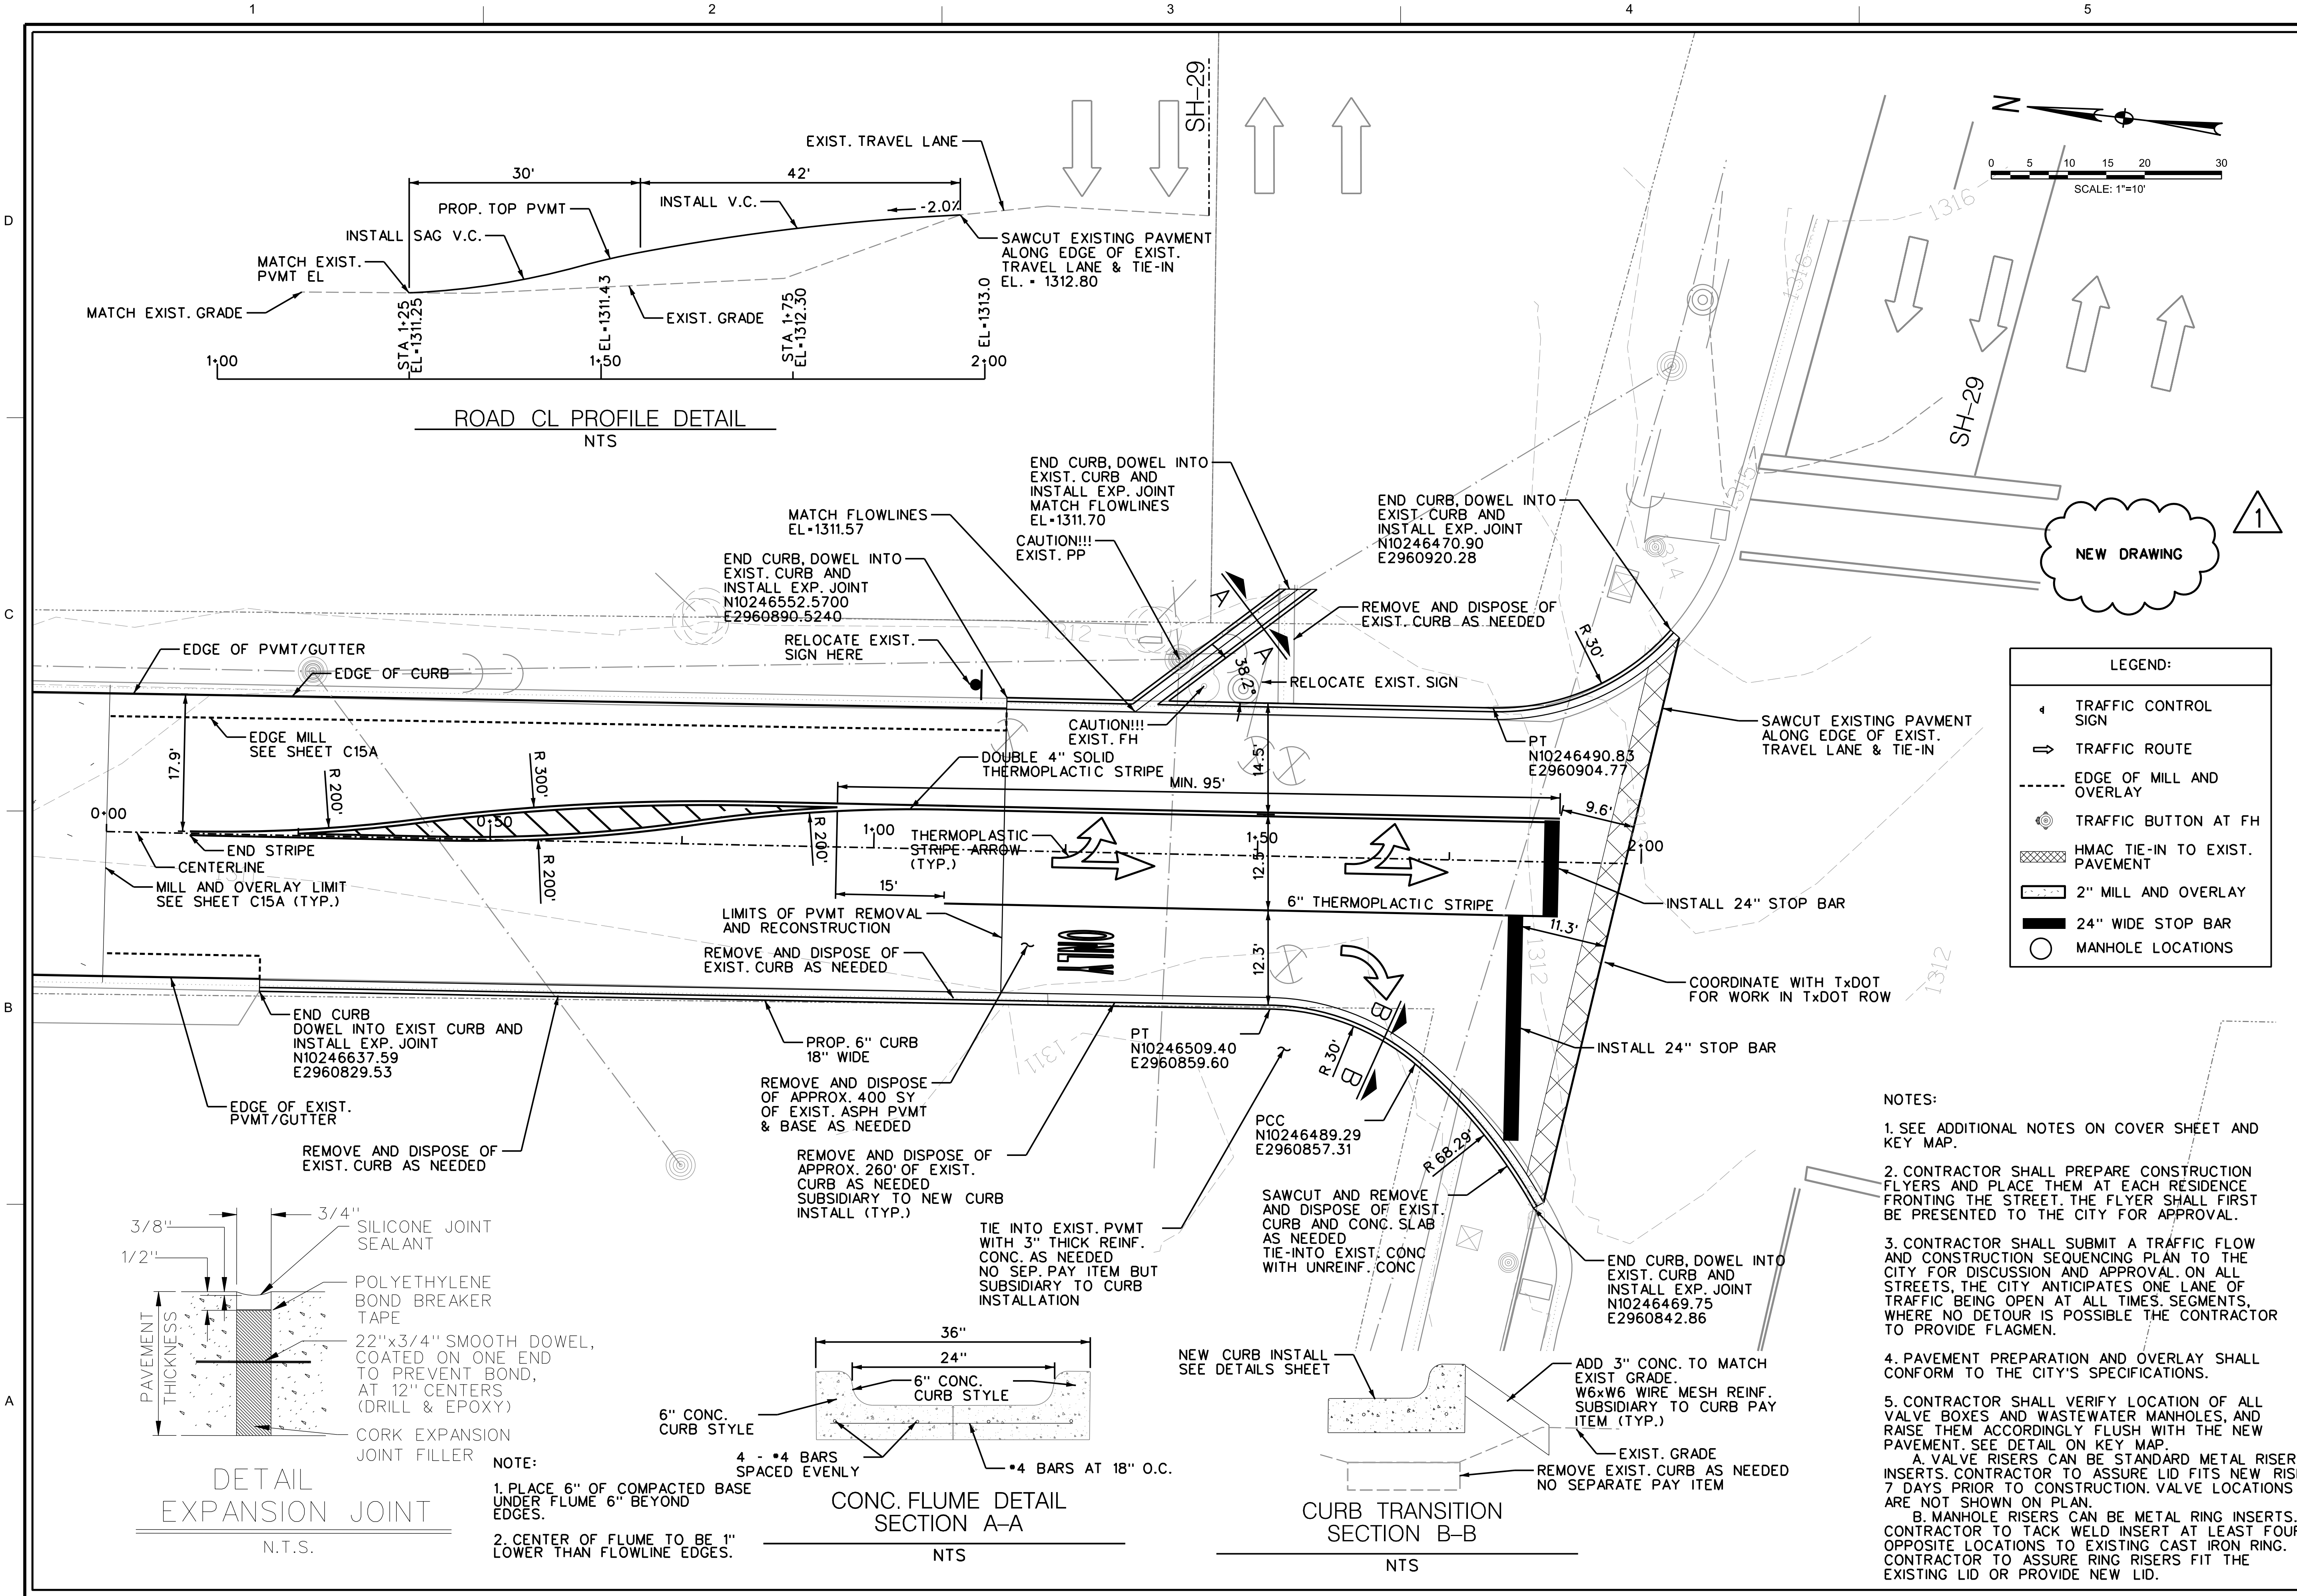 1
2
3
4
5
D
C
B
A
SH-29
EXIST. TRAVEL LANE
30'
42'
PROP. TOP PVMT
INSTALL V.C.
-2.0%
INSTALL SAG V.C.
MATCH EXIST.
PVMT EL
MATCH EXIST. GRADE
SAWCUT EXISTING PAVMENT
ALONG EDGE OF EXIST.
TRAVEL LANE & TIE-IN
EL. = 1312.80
EXIST. GRADE
STA 1+25
EL=1311.25
EL=1311.43
STA 1+75
EL=1312.30
EL=1313.0
1+00
1+50
2+00
ROAD CL PROFILE DETAIL
NTS
N
0 5 10 15 20 30
SCALE: 1"=10'
1316
1316
SH-29
1315
1314
NEW DRAWING
1
END CURB, DOWEL INTO
EXIST. CURB AND
INSTALL EXP. JOINT
MATCH FLOWLINES
EL=1311.70
MATCH FLOWLINES
EL=1311.57
CAUTION!!!
EXIST. PP
END CURB, DOWEL INTO
EXIST. CURB AND
INSTALL EXP. JOINT
N10246470.90
E2960920.28
END CURB, DOWEL INTO
EXIST. CURB AND
INSTALL EXP. JOINT
N10246552.5700
E2960890.5240
REMOVE AND DISPOSE OF
EXIST. CURB AS NEEDED
A
A
1312
RELOCATE EXIST.
SIGN HERE
EDGE OF PVMT/GUTTER
EDGE OF CURB
38.2°
R 30'
RELOCATE EXIST. SIGN
CAUTION!!!
EXIST. FH
EDGE MILL
SEE SHEET C15A
17.9'
R 200'
R 300'
DOUBLE 4" SOLID
THERMOPLACTIC STRIPE
14.5'
MIN. 95'
PT
N10246490.83
E2960904.77
SAWCUT EXISTING PAVMENT
ALONG EDGE OF EXIST.
TRAVEL LANE & TIE-IN
9.6'
0+00
0+50
1+00
1+50
2+00
END STRIPE
CENTERLINE
MILL AND OVERLAY LIMIT
SEE SHEET C15A (TYP.)
R 200'
R 200'
THERMOPLASTIC
STRIPE ARROW
(TYP.)
12.5'
15'
6" THERMOPLACTIC STRIPE
INSTALL 24" STOP BAR
LIMITS OF PVMT REMOVAL
AND RECONSTRUCTION
11.3'
ONLY
12.3'
REMOVE AND DISPOSE OF
EXIST. CURB AS NEEDED
1312
1312
COORDINATE WITH TxDOT
FOR WORK IN TxDOT ROW
END CURB
DOWEL INTO EXIST CURB AND
INSTALL EXP. JOINT
N10246637.59
E2960829.53
PROP. 6" CURB
18" WIDE
1311
PT
N10246509.40
E2960859.60
B
B
R 30'
INSTALL 24" STOP BAR
EDGE OF EXIST.
PVMT/GUTTER
REMOVE AND DISPOSE
OF APPROX. 400 SY
OF EXIST. ASPH PVMT
& BASE AS NEEDED
PCC
N10246489.29
E2960857.31
R 68.29'
REMOVE AND DISPOSE OF
EXIST. CURB AS NEEDED
REMOVE AND DISPOSE OF
APPROX. 260' OF EXIST.
CURB AS NEEDED
SUBSIDIARY TO NEW CURB
INSTALL (TYP.)
SAWCUT AND REMOVE
AND DISPOSE OF EXIST.
CURB AND CONC. SLAB
AS NEEDED
TIE-INTO EXIST. CONC
WITH UNREINF. CONC
TIE INTO EXIST. PVMT
WITH 3" THICK REINF.
CONC. AS NEEDED
NO SEP. PAY ITEM BUT
SUBSIDIARY TO CURB
INSTALLATION
END CURB, DOWEL INTO
EXIST. CURB AND
INSTALL EXP. JOINT
N10246469.75
E2960842.86
LEGEND:
TRAFFIC CONTROL
SIGN
TRAFFIC ROUTE
EDGE OF MILL AND
OVERLAY
TRAFFIC BUTTON AT FH
HMAC TIE-IN TO EXIST.
PAVEMENT
2" MILL AND OVERLAY
24" WIDE STOP BAR
MANHOLE LOCATIONS
NOTES:
1. SEE ADDITIONAL NOTES ON COVER SHEET AND
KEY MAP.
2. CONTRACTOR SHALL PREPARE CONSTRUCTION
FLYERS AND PLACE THEM AT EACH RESIDENCE
FRONTING THE STREET. THE FLYER SHALL FIRST
BE PRESENTED TO THE CITY FOR APPROVAL.
3. CONTRACTOR SHALL SUBMIT A TRAFFIC FLOW
AND CONSTRUCTION SEQUENCING PLAN TO THE
CITY FOR DISCUSSION AND APPROVAL. ON ALL
STREETS, THE CITY ANTICIPATES ONE LANE OF
TRAFFIC BEING OPEN AT ALL TIMES. SEGMENTS,
WHERE NO DETOUR IS POSSIBLE THE CONTRACTOR
TO PROVIDE FLAGMEN.
4. PAVEMENT PREPARATION AND OVERLAY SHALL
CONFORM TO THE CITY'S SPECIFICATIONS.
5. CONTRACTOR SHALL VERIFY LOCATION OF ALL
VALVE BOXES AND WASTEWATER MANHOLES, AND
RAISE THEM ACCORDINGLY FLUSH WITH THE NEW
PAVEMENT. SEE DETAIL ON KEY MAP.
A. VALVE RISERS CAN BE STANDARD METAL RISER
INSERTS. CONTRACTOR TO ASSURE LID FITS NEW
7 DAYS PRIOR TO CONSTRUCTION. VALVE LOCATIONS
ARE NOT SHOWN ON PLAN.
B. MANHOLE RISERS CAN BE METAL RING INSERTS.
CONTRACTOR TO TACK WELD INSERT AT LEAST FOUR
OPPOSITE LOCATIONS TO EXISTING CAST IRON RING.
CONTRACTOR TO ASSURE RING RISERS FIT THE
EXISTING LID OR PROVIDE NEW LID.
3/4"
3/8"
1/2"
SILICONE JOINT
SEALANT
POLYETHYLENE
BOND BREAKER
TAPE
PAVEMENT
THICKNESS
22"x3/4" SMOOTH DOWEL,
COATED ON ONE END
TO PREVENT BOND,
AT 12" CENTERS
(DRILL & EPOXY)
CORK EXPANSION
JOINT FILLER
DETAIL
EXPANSION JOINT
N.T.S.
NOTE:
1. PLACE 6" OF COMPACTED BASE
UNDER FLUME 6" BEYOND
EDGES.
2. CENTER OF FLUME TO BE 1"
LOWER THAN FLOWLINE EDGES.
36"
24"
6" CONC.
CURB STYLE
6" CONC.
CURB STYLE
4 - #4 BARS
SPACED EVENLY
#4 BARS AT 18" O.C.
CONC. FLUME DETAIL
SECTION A-A
NTS
NEW CURB INSTALL
SEE DETAILS SHEET
ADD 3" CONC. TO MATCH
EXIST GRADE.
W6xW6 WIRE MESH REINF.
SUBSIDIARY TO CURB PAY
ITEM (TYP.)
EXIST. GRADE
REMOVE EXIST. CURB AS NEEDED
NO SEPARATE PAY ITEM
CURB TRANSITION
SECTION B-B
NTS